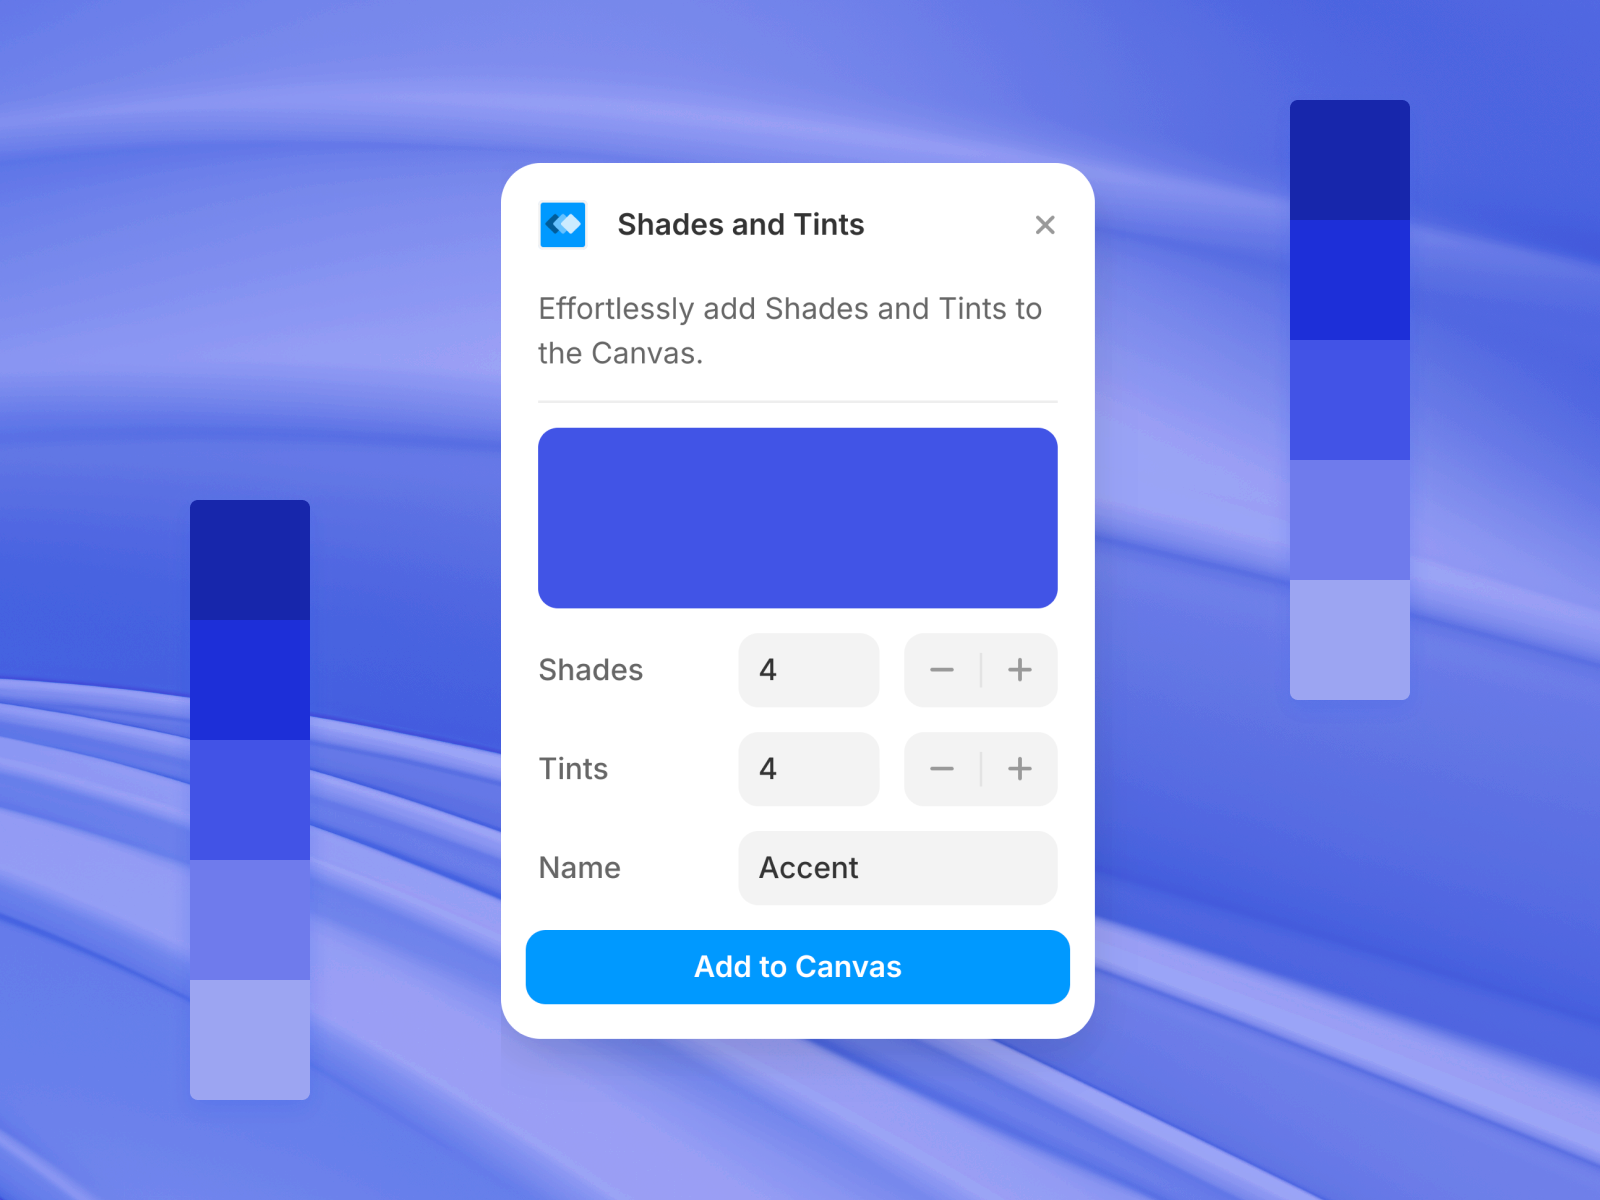 Shades and Tints
Effortlessly add Shades and Tints to
the Canvas.
Shades 4
Tints 4
Name Accent
Add to Canvas